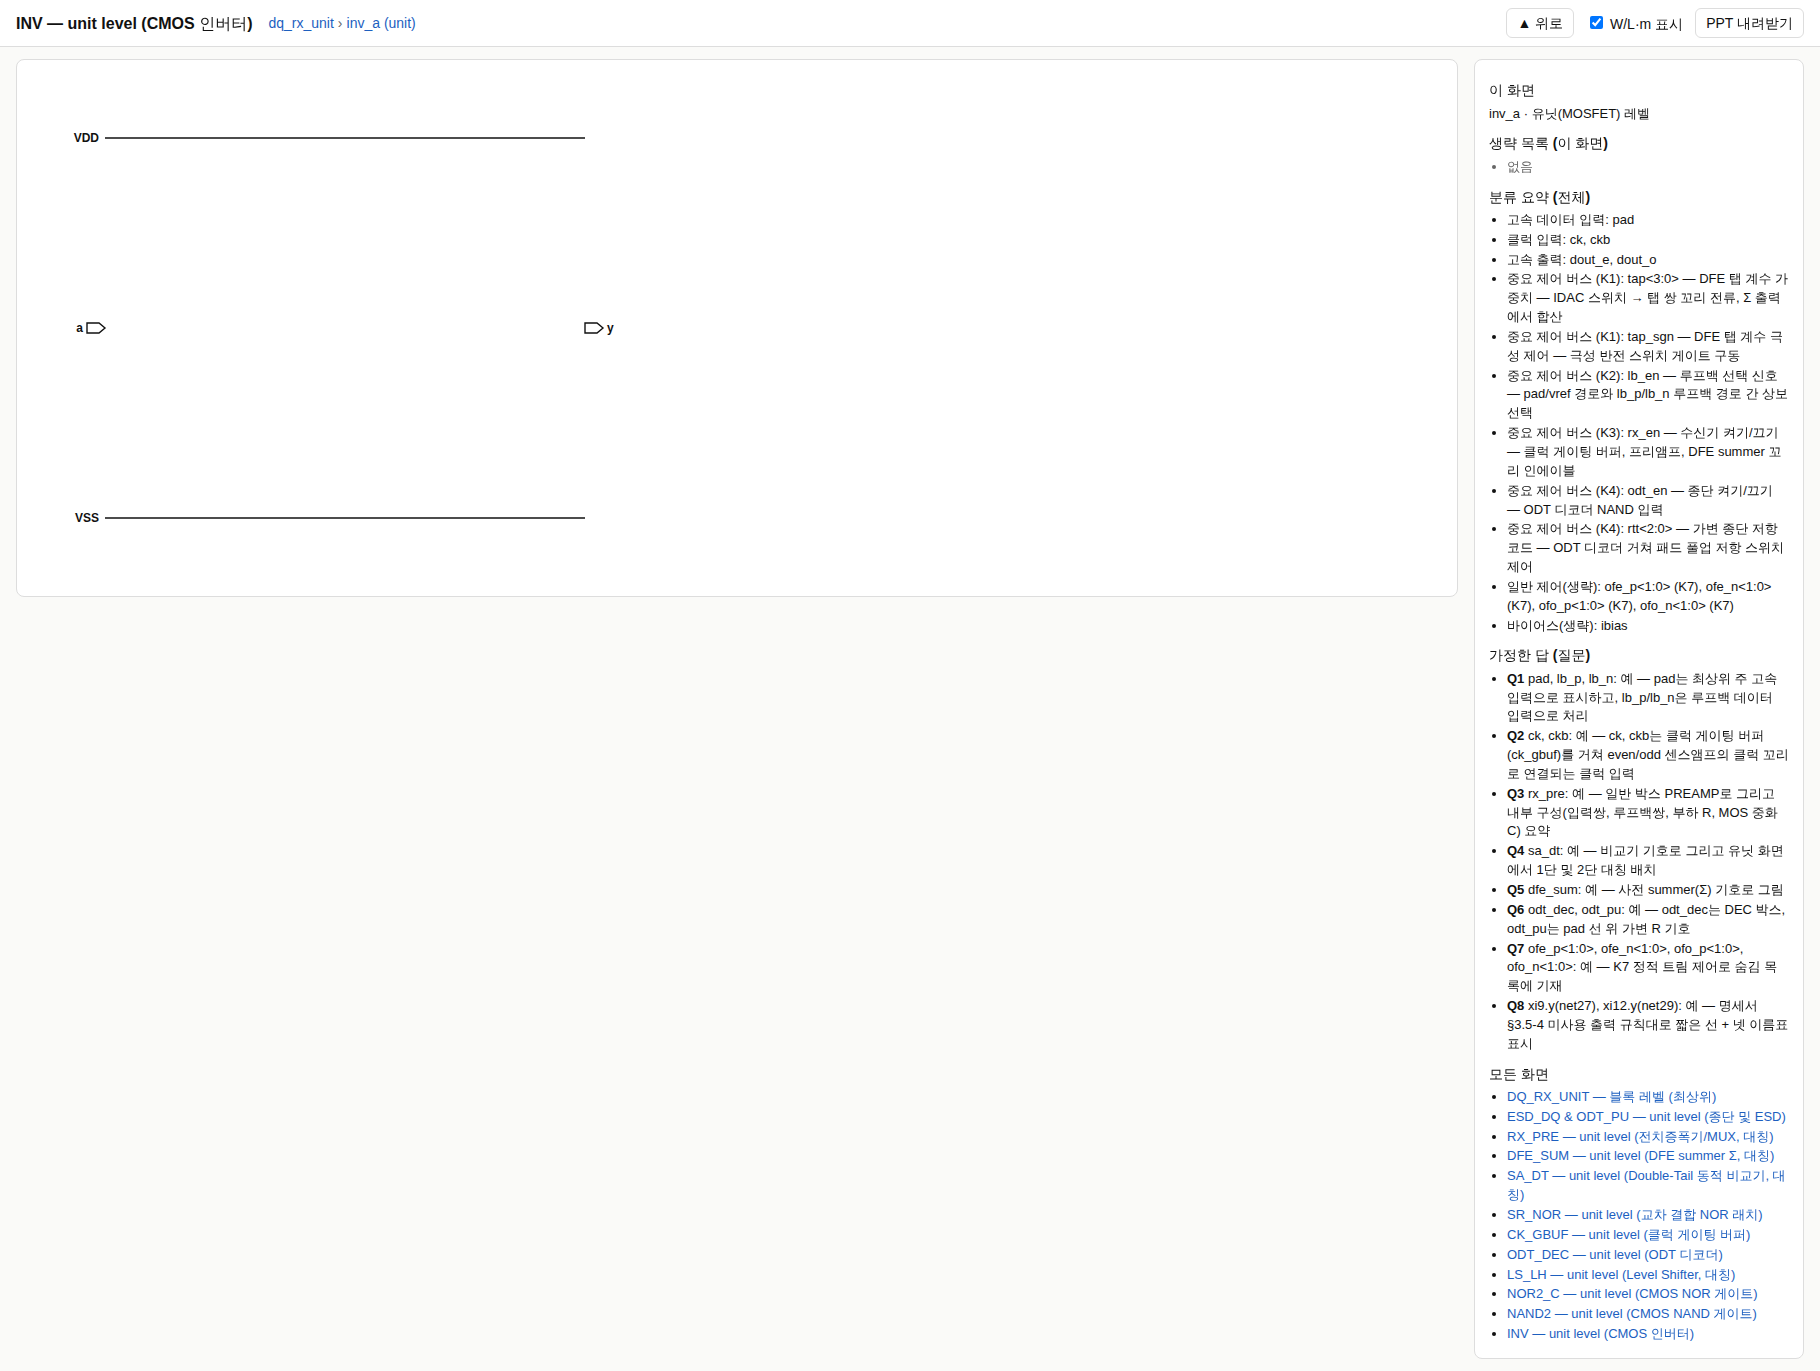 INV — unit level (CMOS 인버터) dq_rx_unit › inv_a (unit) ▲ 위로 W/L·m 표시 PPT 내려받기
VDD
a
y
VSS
이 화면
inv_a · 유닛(MOSFET) 레벨
생략 목록 (이 화면)
없음
분류 요약 (전체)
고속 데이터 입력: pad
클럭 입력: ck, ckb
고속 출력: dout_e, dout_o
중요 제어 버스 (K1): tap<3:0> — DFE 탭 계수 가
중치 — IDAC 스위치 → 탭 쌍 꼬리 전류, Σ 출력
에서 합산
중요 제어 버스 (K1): tap_sgn — DFE 탭 계수 극
성 제어 — 극성 반전 스위치 게이트 구동
중요 제어 버스 (K2): lb_en — 루프백 선택 신호
— pad/vref 경로와 lb_p/lb_n 루프백 경로 간 상보
선택
중요 제어 버스 (K3): rx_en — 수신기 켜기/끄기
— 클럭 게이팅 버퍼, 프리앰프, DFE summer 꼬
리 인에이블
중요 제어 버스 (K4): odt_en — 종단 켜기/끄기
— ODT 디코더 NAND 입력
중요 제어 버스 (K4): rtt<2:0> — 가변 종단 저항
코드 — ODT 디코더 거쳐 패드 풀업 저항 스위치
제어
일반 제어(생략): ofe_p<1:0> (K7), ofe_n<1:0>
(K7), ofo_p<1:0> (K7), ofo_n<1:0> (K7)
바이어스(생략): ibias
가정한 답 (질문)
Q1 pad, lb_p, lb_n: 예 — pad는 최상위 주 고속
입력으로 표시하고, lb_p/lb_n은 루프백 데이터
입력으로 처리
Q2 ck, ckb: 예 — ck, ckb는 클럭 게이팅 버퍼
(ck_gbuf)를 거쳐 even/odd 센스앰프의 클럭 꼬리
로 연결되는 클럭 입력
Q3 rx_pre: 예 — 일반 박스 PREAMP로 그리고
내부 구성(입력쌍, 루프백쌍, 부하 R, MOS 중화
C) 요약
Q4 sa_dt: 예 — 비교기 기호로 그리고 유닛 화면
에서 1단 및 2단 대칭 배치
Q5 dfe_sum: 예 — 사전 summer(Σ) 기호로 그림
Q6 odt_dec, odt_pu: 예 — odt_dec는 DEC 박스,
odt_pu는 pad 선 위 가변 R 기호
Q7 ofe_p<1:0>, ofe_n<1:0>, ofo_p<1:0>,
ofo_n<1:0>: 예 — K7 정적 트림 제어로 숨김 목
록에 기재
Q8 xi9.y(net27), xi12.y(net29): 예 — 명세서
§3.5-4 미사용 출력 규칙대로 짧은 선 + 넷 이름표
표시
모든 화면
DQ_RX_UNIT — 블록 레벨 (최상위)
ESD_DQ & ODT_PU — unit level (종단 및 ESD)
RX_PRE — unit level (전치증폭기/MUX, 대칭)
DFE_SUM — unit level (DFE summer Σ, 대칭)
SA_DT — unit level (Double-Tail 동적 비교기, 대
칭)
SR_NOR — unit level (교차 결합 NOR 래치)
CK_GBUF — unit level (클럭 게이팅 버퍼)
ODT_DEC — unit level (ODT 디코더)
LS_LH — unit level (Level Shifter, 대칭)
NOR2_C — unit level (CMOS NOR 게이트)
NAND2 — unit level (CMOS NAND 게이트)
INV — unit level (CMOS 인버터)